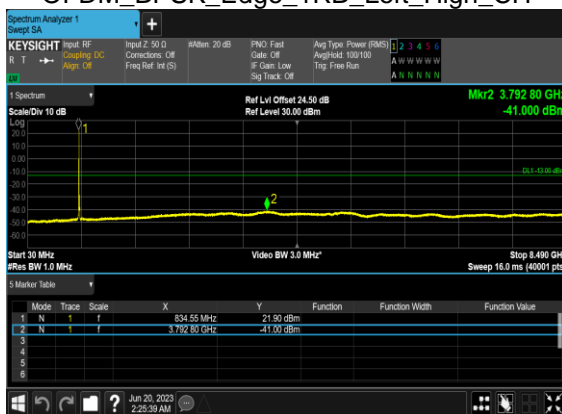 Spectrum Analyzer 1
Swept SA
KEYSIGHT Input: RF Input Z: 50 Ω #Atten: 20 dB PNO: Fast Avg Type: Power (RMS) 1 2 3 4 5 6
R T Coupling: DC Corrections: Off Gate: Off Avg|Hold: 100/100 A W W W W W
Align: Off Freq Ref: Int (S) IF Gain: Low Trig: Free Run
Sig Track: Off A N N N N N
1 Spectrum Ref Lvl Offset 24.50 dB Mkr2 3.792 80 GHz
Scale/Div 10 dB Ref Level 30.00 dBm -41.000 dBm
Log
20.0
10.0
0.00
-10.0
DL1 -13.00 dBm
-20.0
-30.0
-40.0
-50.0
-60.0
1
2
Start 30 MHz Video BW 3.0 MHz* Stop 8.490 GHz
#Res BW 1.0 MHz Sweep 16.0 ms (40001 pts)
5 Marker Table
Mode Trace Scale X Y Function Function Width Function Value
1 N 1 f 834.55 MHz 21.90 dBm
2 N 1 f 3.792 80 GHz -41.00 dBm
3
4
5
6
? Jun 20, 2023
2:25:39 AM